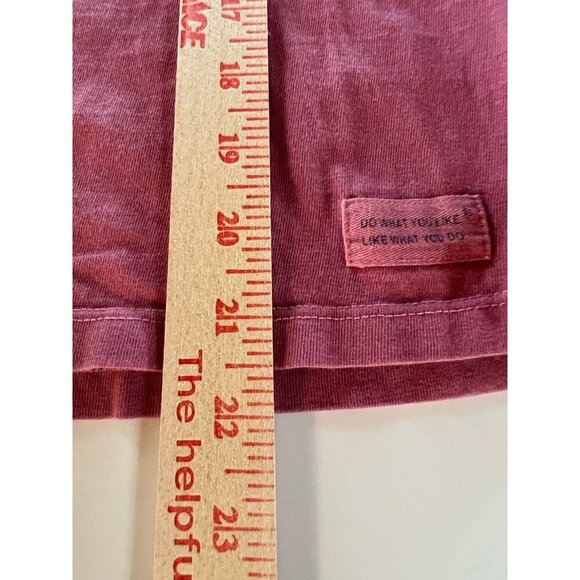 ACE
17
18
19
20
21
22
23
The helpfu
DO WHAT YOU LIKE
LIKE WHAT YOU DO